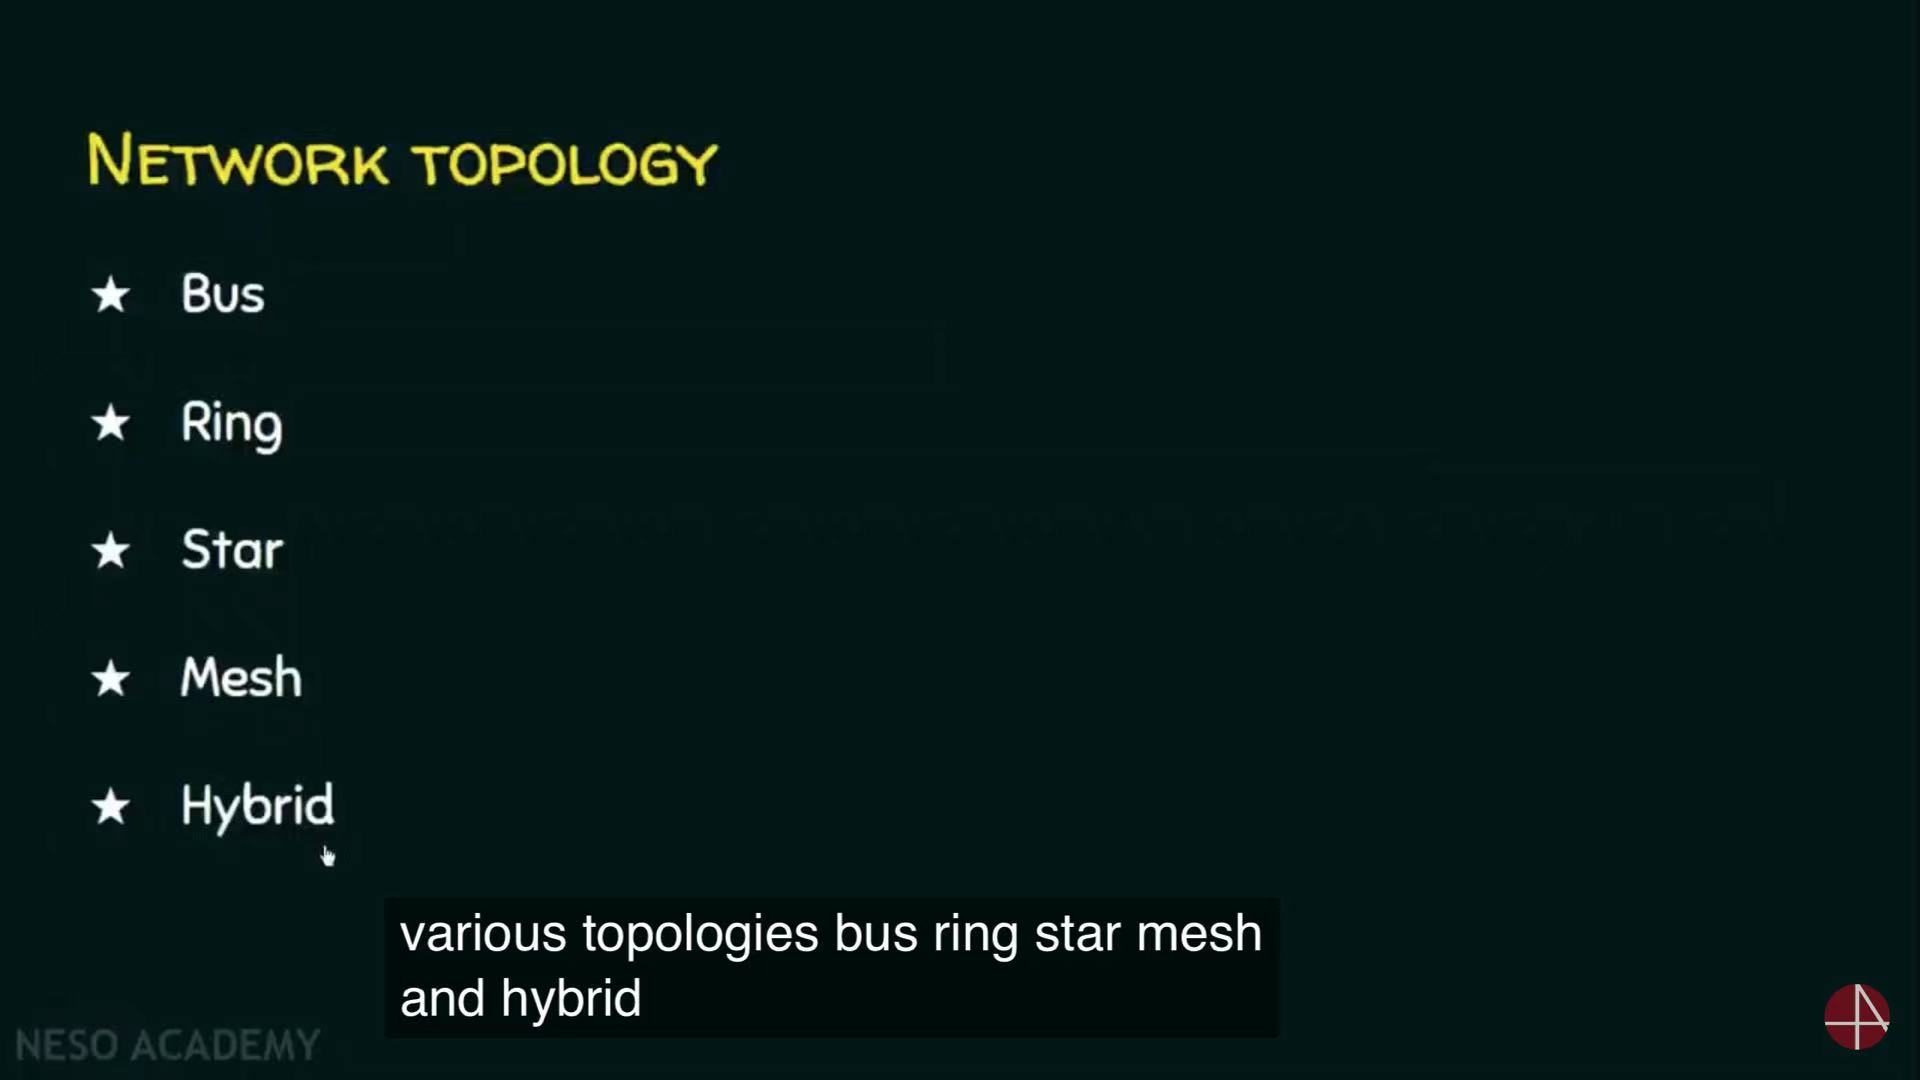 NETWORK TOPOLOGY
★ Bus
★ Ring
★ Star
★ Mesh
★ Hybrid
various topologies bus ring star mesh
and hybrid
NESO ACADEMY